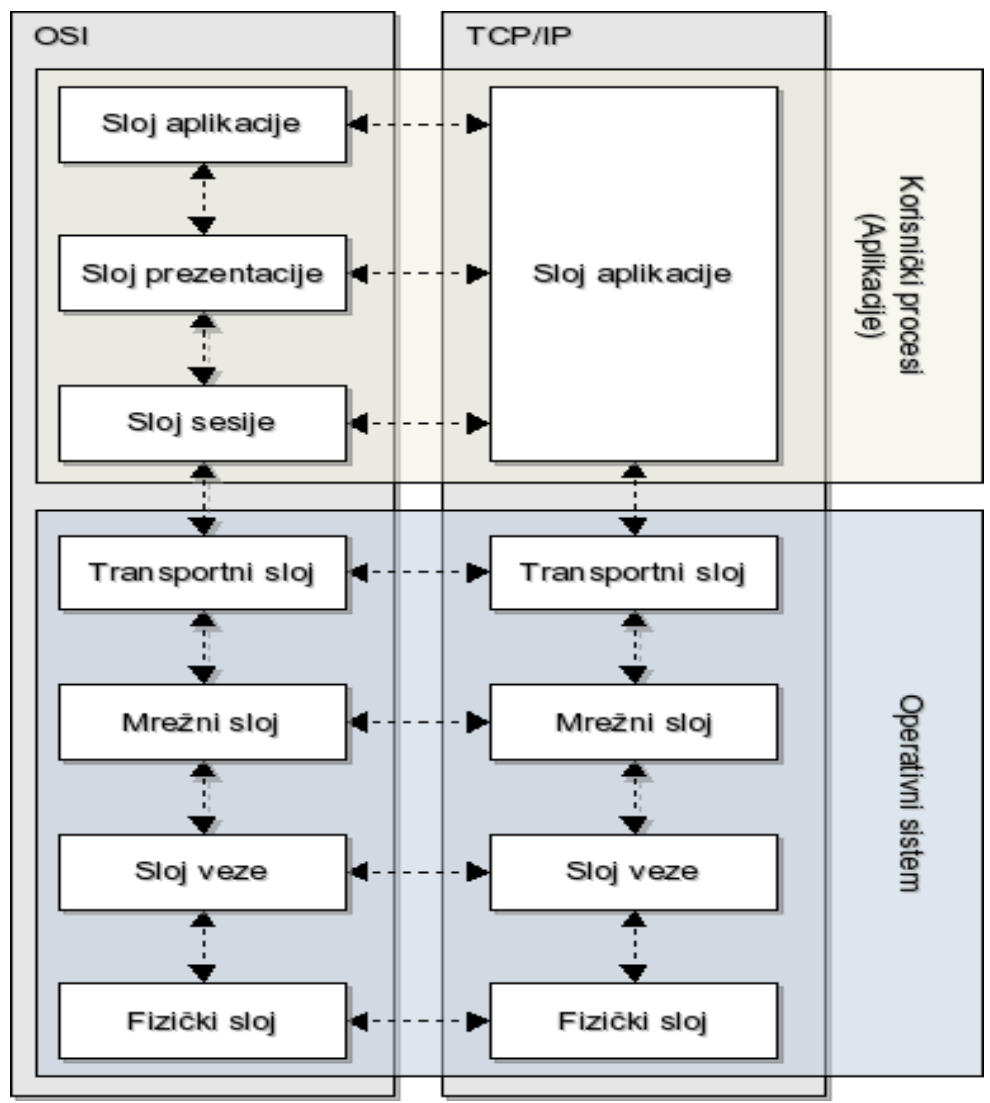 OSI
TCP/IP
Sloj aplikacije
Sloj prezentacije
Sloj sesije
Sloj aplikacije
Korisnički procesi
(Aplikacije)
Transportni sloj
Transportni sloj
Mrežni sloj
Mrežni sloj
Sloj veze
Sloj veze
Fizički sloj
Fizički sloj
Operativni sistem